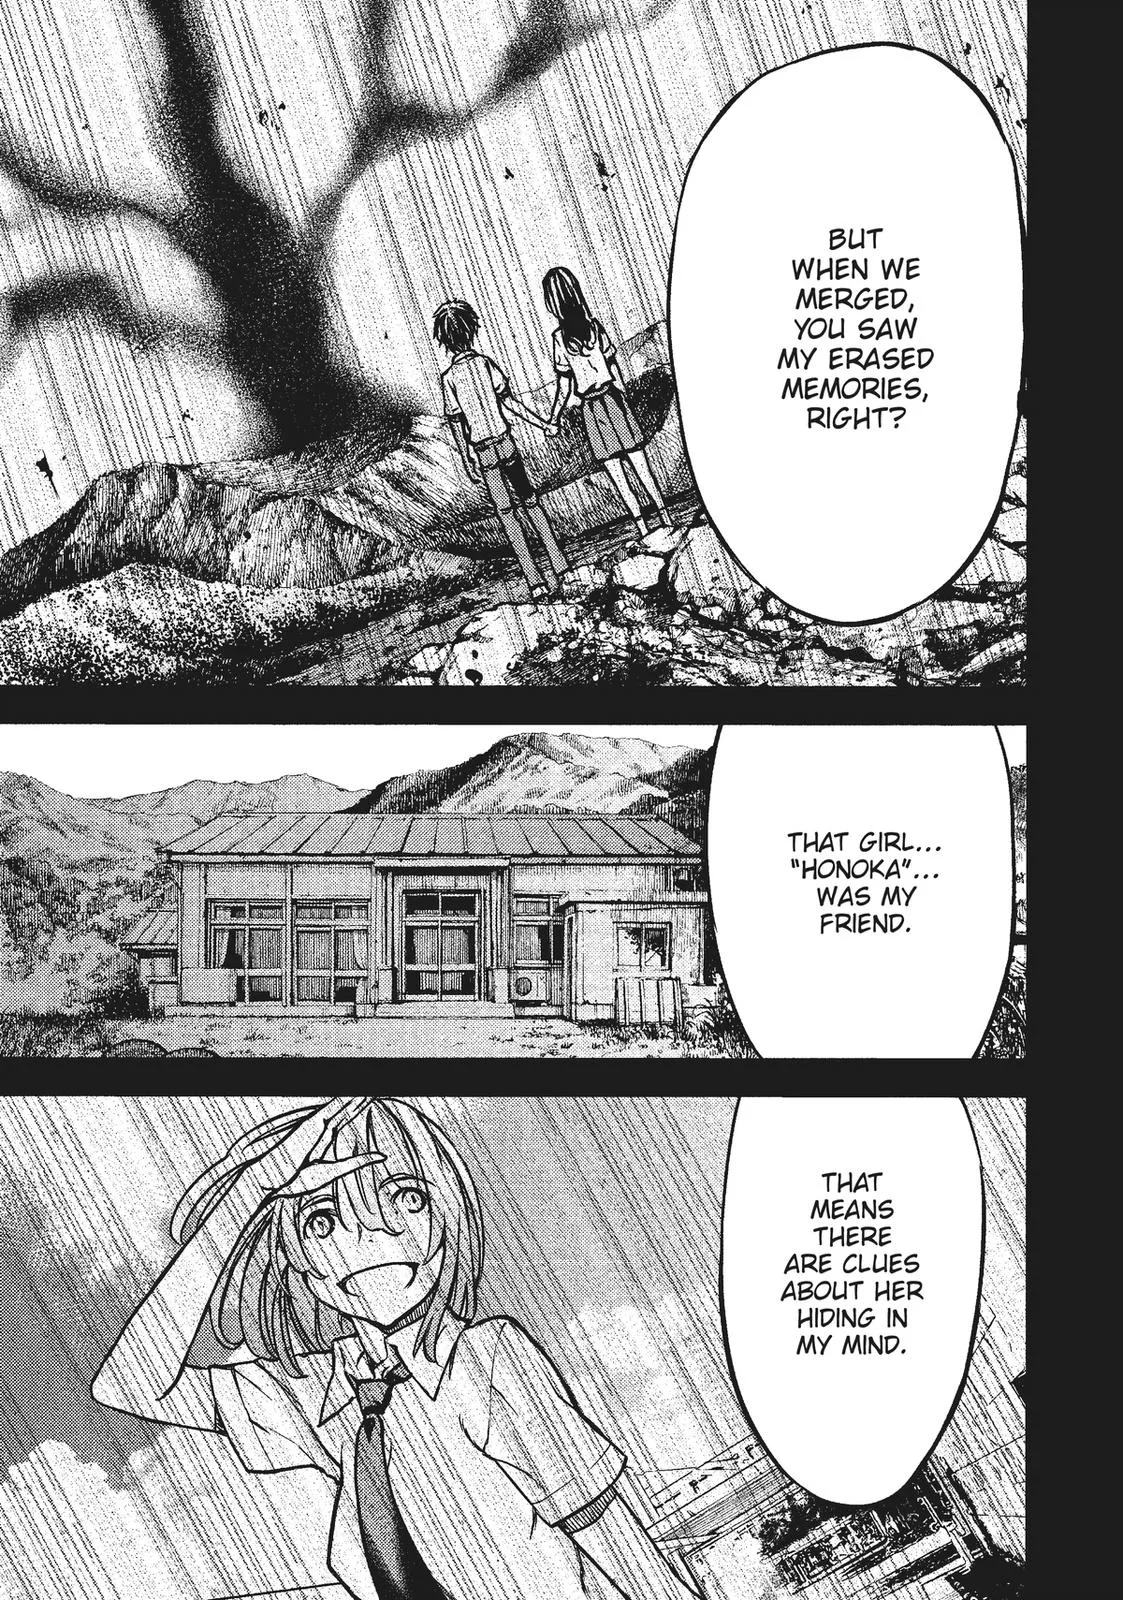 BUT
WHEN WE
MERGED,
YOU SAW
MY ERASED
MEMORIES,
RIGHT?
THAT GIRL...
"HONOKA"...
WAS MY
FRIEND.
THAT
MEANS
THERE
ARE CLUES
ABOUT HER
HIDING IN
MY MIND.